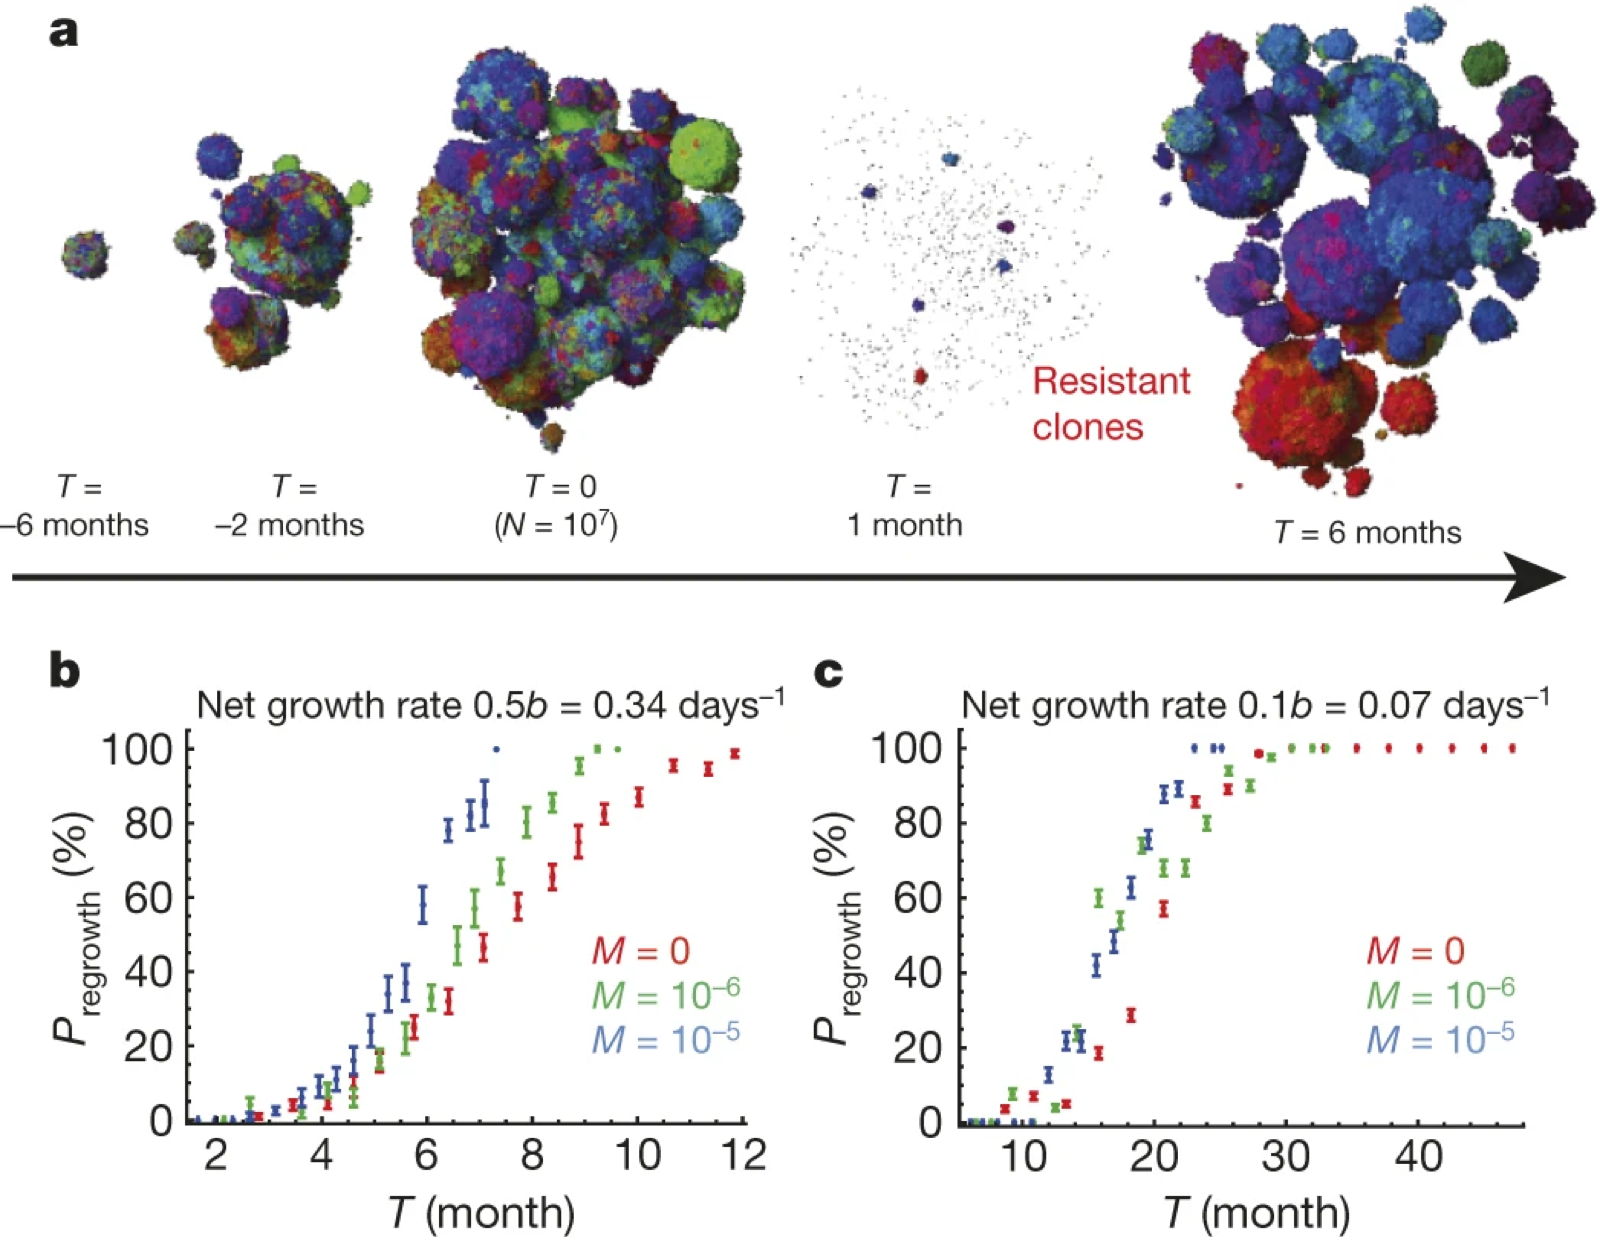 a
T =
–6 months
T =
–2 months
T = 0
(N = 10⁷)
T =
1 month
Resistant
clones
T = 6 months
b
Net growth rate 0.5b = 0.34 days⁻¹
100
80
60
40
20
0
P regrowth (%)
M = 0
M = 10⁻⁶
M = 10⁻⁵
2 4 6 8 10 12
T (month)
c
Net growth rate 0.1b = 0.07 days⁻¹
100
80
60
40
20
0
P regrowth (%)
M = 0
M = 10⁻⁶
M = 10⁻⁵
10 20 30 40
T (month)